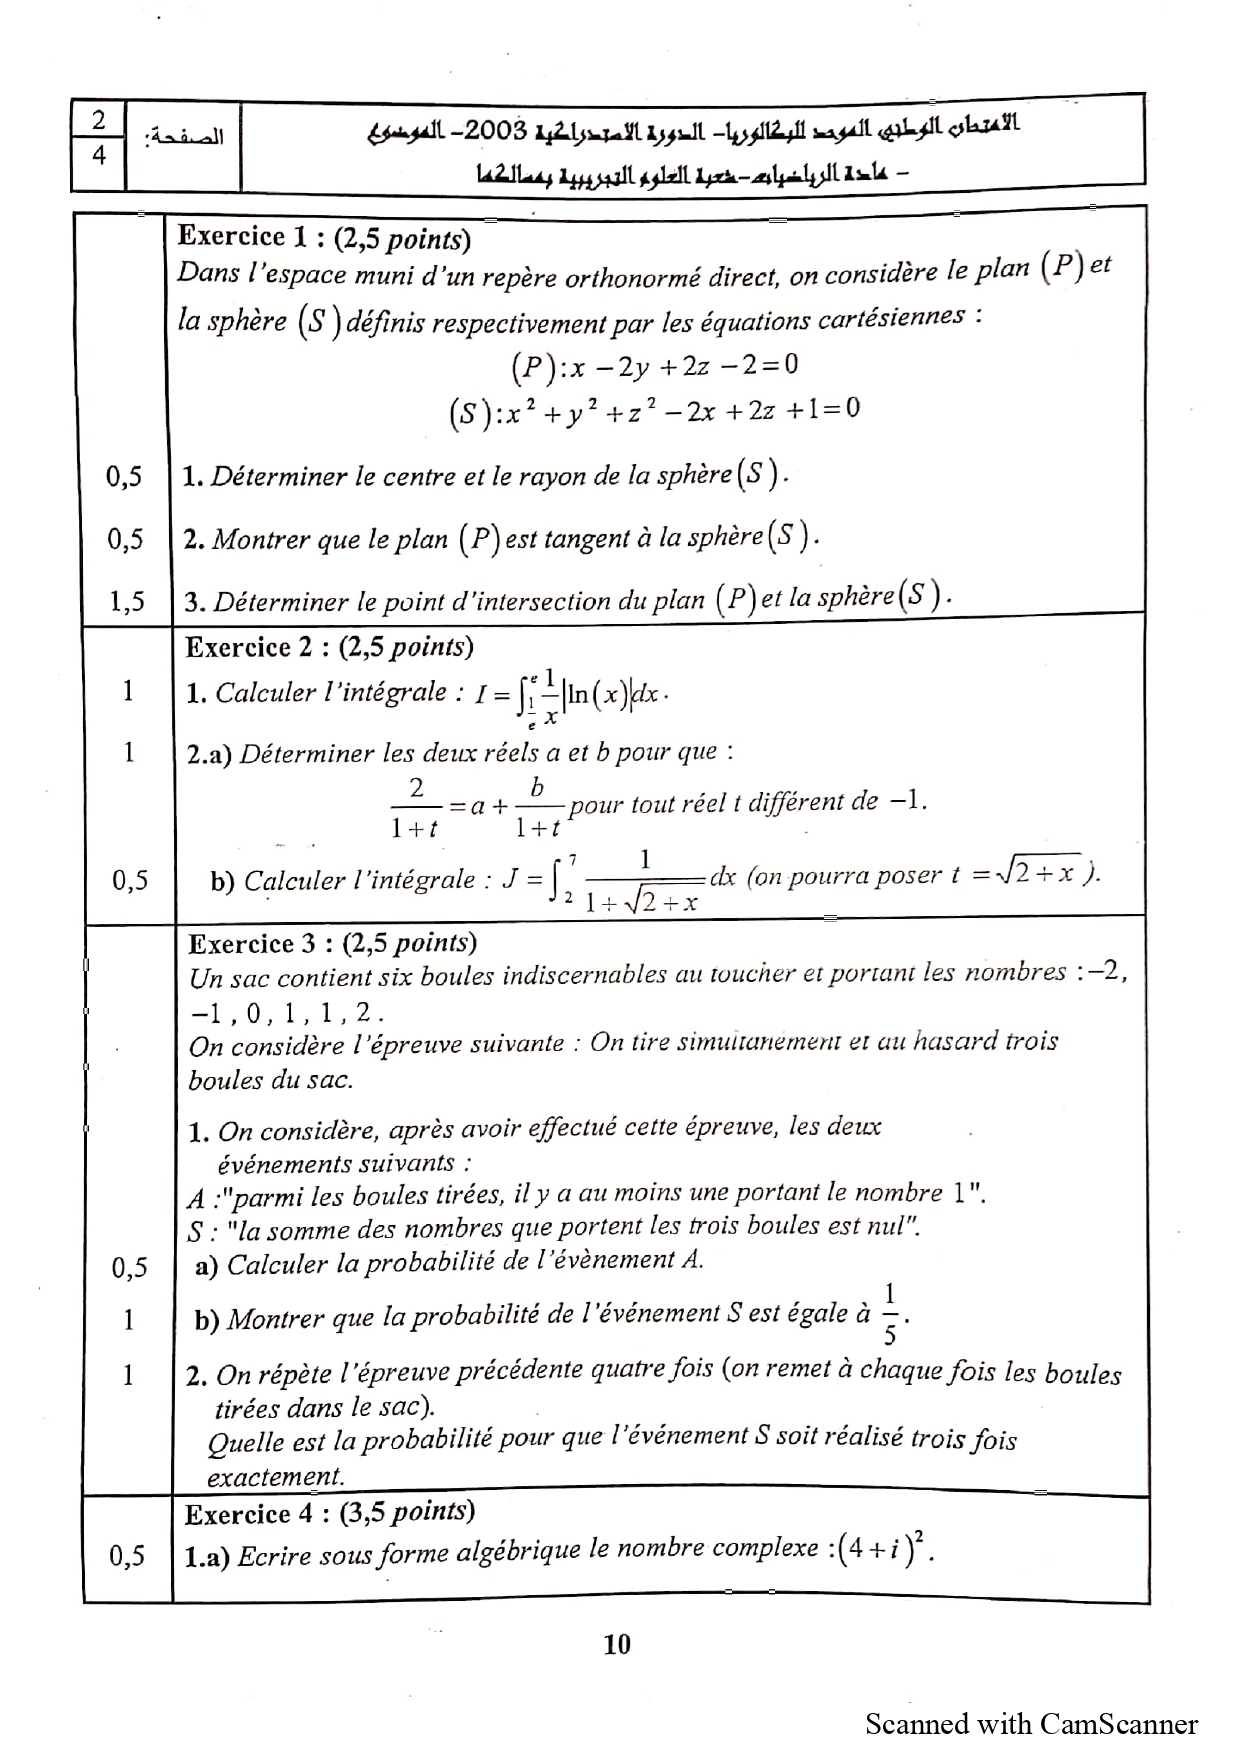 2
4
الصفحة:
الامتحان الوطني الموحد للبكالوريا- الدورة الاستدراكية 2003- الموضوع
- مادة الرياضيات-شعبة العلوم التجريبية بمسالكها
Exercice 1 : (2,5 points)
Dans l'espace muni d'un repère orthonormé direct, on considère le plan (P) et
la sphère (S) définis respectivement par les équations cartésiennes :
(P): x − 2y + 2z − 2 = 0
(S): x² + y² + z² − 2x + 2z + 1 = 0
0,5 1. Déterminer le centre et le rayon de la sphère (S).
0,5 2. Montrer que le plan (P) est tangent à la sphère (S).
1,5 3. Déterminer le point d'intersection du plan (P) et la sphère (S).
Exercice 2 : (2,5 points)
1 1. Calculer l'intégrale : I = ∫_{1/e}^{e} 1/x |ln(x)| dx.
1 2.a) Déterminer les deux réels a et b pour que :
2/(1+t) = a + b/(1+t) pour tout réel t différent de −1.
0,5 b) Calculer l'intégrale : J = ∫_{2}^{7} 1/(1+√(2+x)) dx (on pourra poser t = √(2+x) ).
Exercice 3 : (2,5 points)
Un sac contient six boules indiscernables au toucher et portant les nombres : −2,
−1 , 0 , 1 , 1 , 2 .
On considère l'épreuve suivante : On tire simultanément et au hasard trois
boules du sac.
1. On considère, après avoir effectué cette épreuve, les deux
événements suivants :
A :"parmi les boules tirées, il y a au moins une portant le nombre 1".
S : "la somme des nombres que portent les trois boules est nul".
0,5 a) Calculer la probabilité de l'évènement A.
1 b) Montrer que la probabilité de l'événement S est égale à 1/5.
1 2. On répète l'épreuve précédente quatre fois (on remet à chaque fois les boules
tirées dans le sac).
Quelle est la probabilité pour que l'événement S soit réalisé trois fois
exactement.
Exercice 4 : (3,5 points)
0,5 1.a) Ecrire sous forme algébrique le nombre complexe : (4 + i)².
10
Scanned with CamScanner